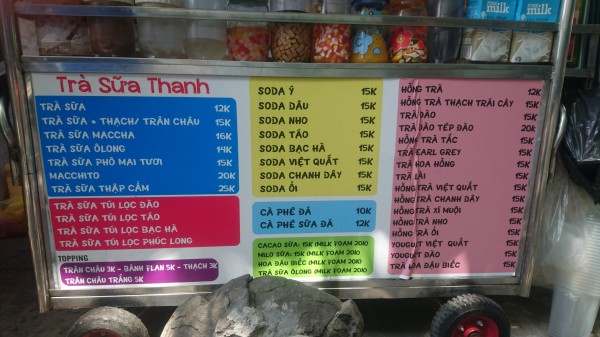 milk
milk
Trà Sữa Thanh
TRÀ SỮA 12K
TRÀ SỮA + THẠCH/ TRÂN CHÂU 15K
TRÀ SỮA MACCHA 16K
TRÀ SỮA ÔLONG 14K
TRÀ SỮA PHÔ MAI TƯƠI 15K
MACCHITO 20K
TRÀ SỮA THẬP CẨM 25K
TRÀ SỮA TÚI LỌC ĐÀO
TRÀ SỮA TÚI LỌC TÁO
TRÀ SỮA TÚI LỌC BẠC HÀ
TRÀ SỮA TÚI LỌC PHÚC LONG
TOPPING
TRÂN CHÂU 3K - BÁNH FLAN 5K - THẠCH 3K
TRÂN CHÂU TRẮNG 5K
SODA Ý 15K
SODA DÂU 15K
SODA NHO 15K
SODA TÁO 15K
SODA BẠC HÀ 15K
SODA VIỆT QUẤT 15K
SODA CHANH DÂY 15K
SODA ỔI 15K
CÀ PHÊ ĐÁ 10K
CÀ PHÊ SỮA ĐÁ 12K
CACAO SỮA: 15K (MILK FOAM 20K)
MILO SỮA: 15K (MILK FOAM 20K)
HOA ĐẬU BIẾC (MILK FOAM 20K)
TRÀ SỮA ÔLONG (MILK FOAM 20K)
HỒNG TRÀ 12K
HỒNG TRÀ THẠCH TRÁI CÂY 15K
TRÀ ĐÀO 15K
TRÀ ĐÀO TÉP ĐÀO 20K
HỒNG TRÀ TẮC 15K
TRÀ EARL GREY 15K
TRÀ HOA HỒNG 15K
TRÀ LÀI 15K
HỒNG TRÀ VIỆT QUẤT 15K
HỒNG TRÀ CHANH DÂY 15K
HỒNG TRÀ XÍ NUỘI 15K
HỒNG TRÀ NHO 15K
HỒNG TRÀ ỔI 15K
YOUGUT VIỆT QUẤT 15K
YOUGUT ĐÀO 15K
TRÀ HOA ĐẬU BIẾC 15K